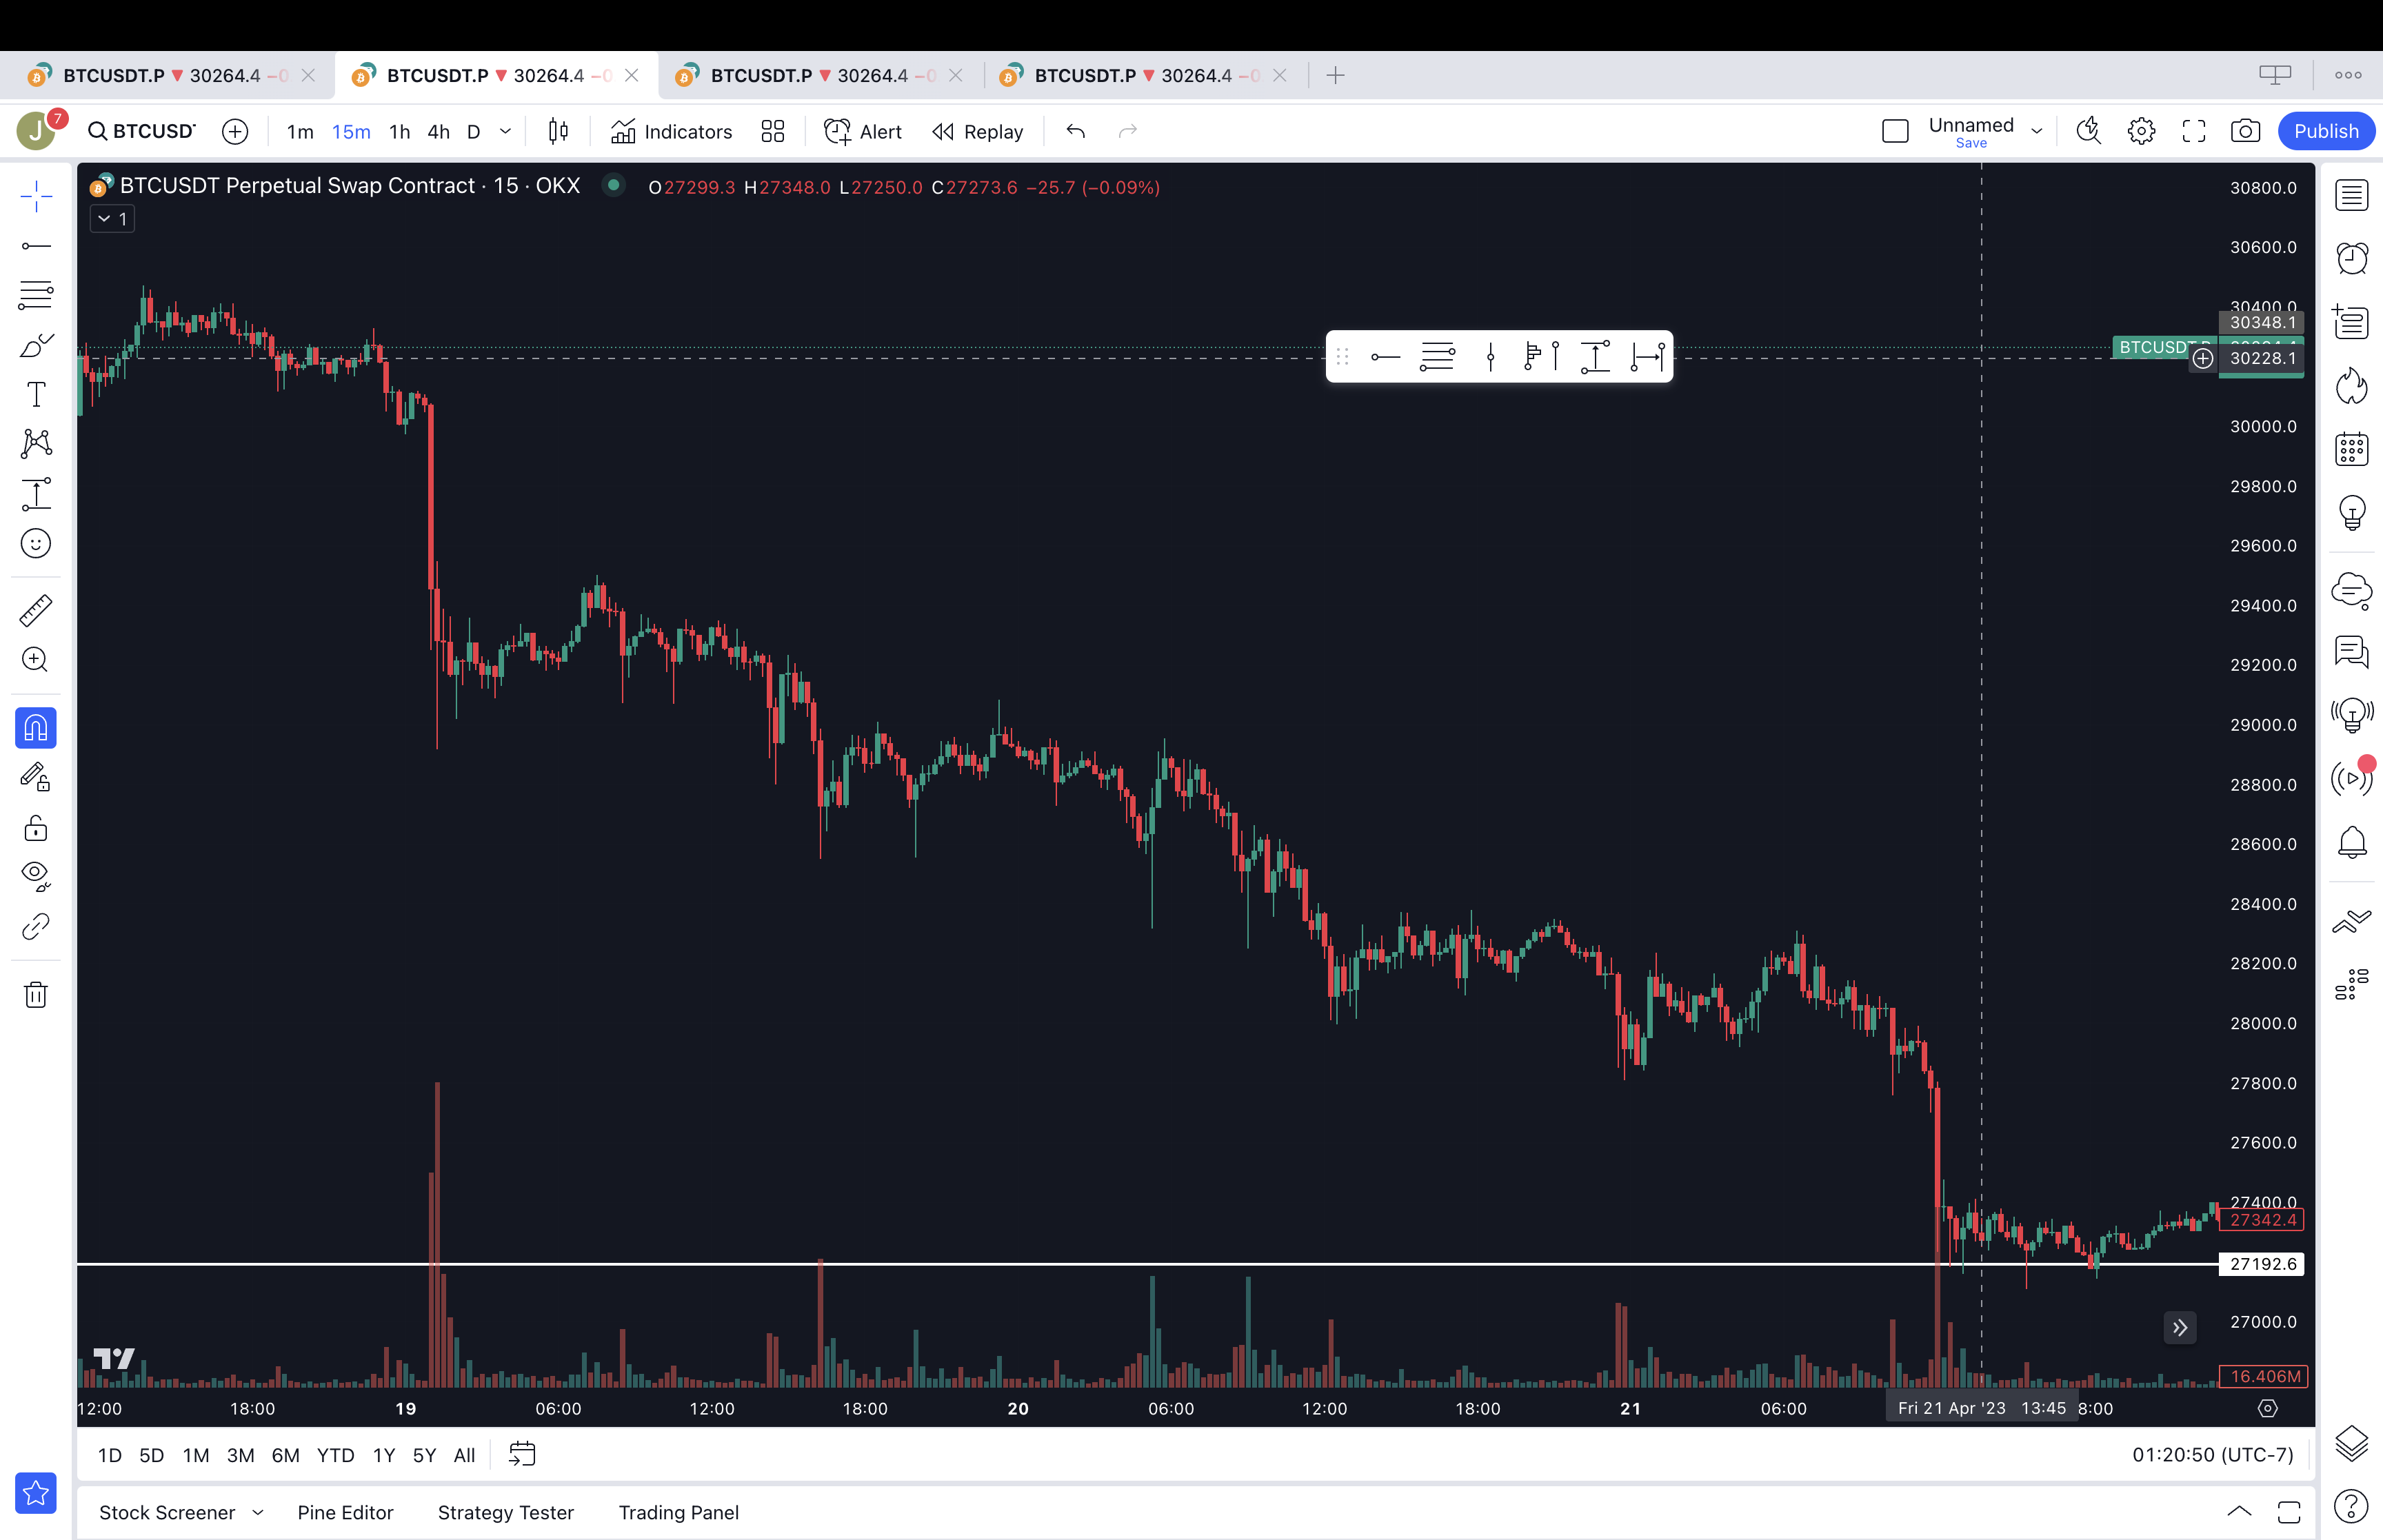 BTCUSDT.P 30264.4 −0 BTCUSDT.P 30264.4 −0 BTCUSDT.P 30264.4 −0 BTCUSDT.P 30264.4 −0
J 7 BTCUSD 1m 15m 1h 4h D Indicators Alert Replay Unnamed Publish
Save
BTCUSDT Perpetual Swap Contract · 15 · OKX O27299.3 H27348.0 L27250.0 C27273.6 −25.7 (−0.09%)
1
30800.0
30600.0
30400.0
30348.1
BTCUSDT
30228.1
30000.0
29800.0
29600.0
29400.0
29200.0
29000.0
28800.0
28600.0
28400.0
28200.0
28000.0
27800.0
27600.0
27400.0
27342.4
27192.6
27000.0
16.406M
12:00 18:00 19 06:00 12:00 18:00 20 06:00 12:00 18:00 21 06:00 Fri 21 Apr '23 13:45 8:00
1D 5D 1M 3M 6M YTD 1Y 5Y All 01:20:50 (UTC-7)
Stock Screener Pine Editor Strategy Tester Trading Panel